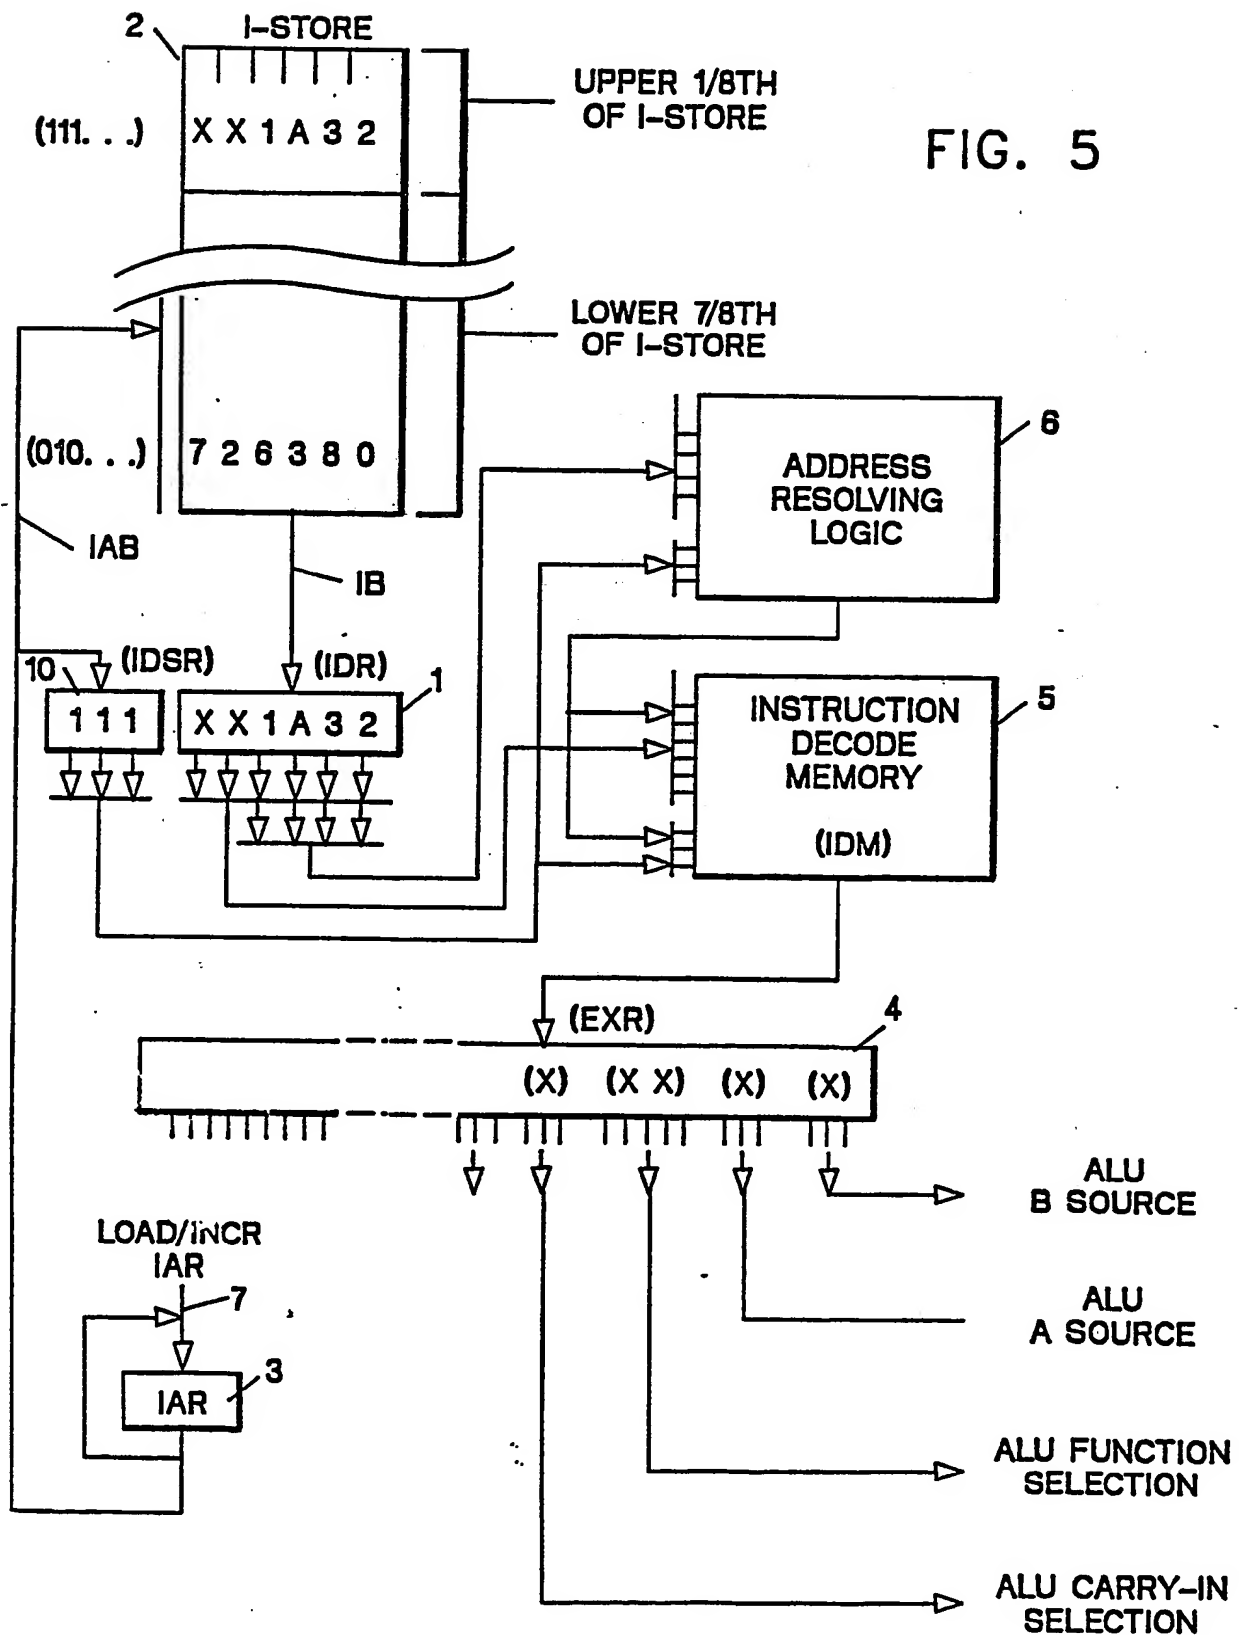 2
I-STORE
UPPER 1/8TH
OF I-STORE
(111. . .)
X X 1 A 3 2
FIG. 5
LOWER 7/8TH
OF I-STORE
(010. . .)
7 2 6 3 8 0
6
ADDRESS
RESOLVING
LOGIC
IAB
IB
10
(IDSR)
(IDR)
1
1 1 1
X X 1 A 3 2
5
INSTRUCTION
DECODE
MEMORY
(IDM)
(EXR)
4
(X) (X X) (X) (X)
ALU
B SOURCE
LOAD/INCR
IAR
7
ALU
A SOURCE
3
IAR
ALU FUNCTION
SELECTION
ALU CARRY-IN
SELECTION